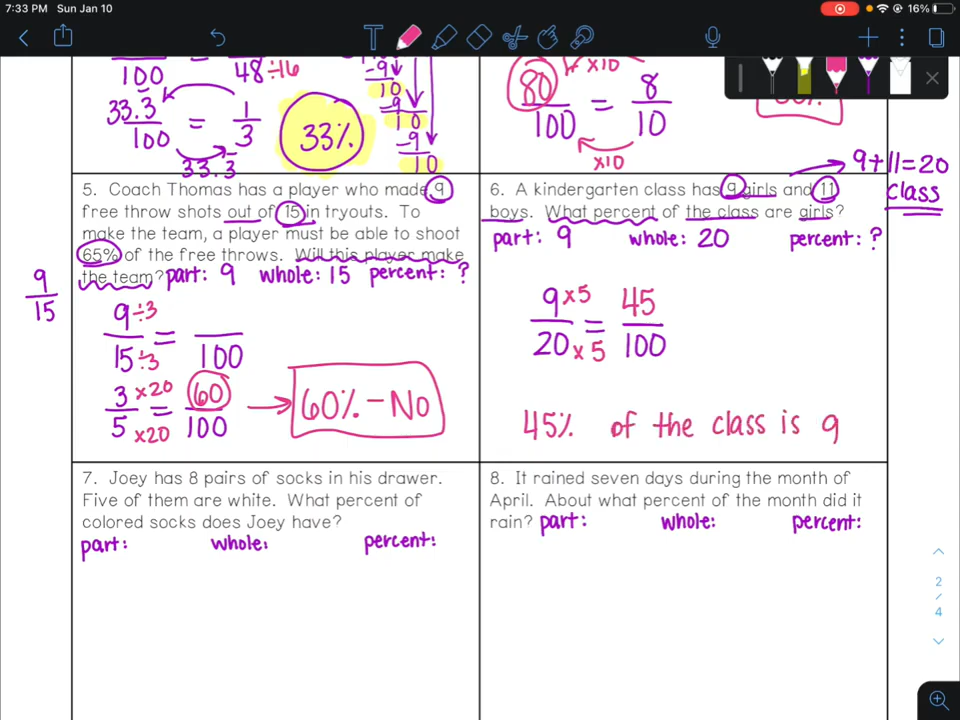 7:33 PM Sun Jan 10
16%
100 = 48 ÷16
33.3 / 100 = 1 / 3
33.3
33%
-9
10
-9
10
-9
10
×10
80 / 100 = 8 / 10
×10
9+11=20
class
5. Coach Thomas has a player who made 9
free throw shots out of 15 in tryouts. To
make the team, a player must be able to shoot
65% of the free throws. Will this player make
the team? part: 9 whole: 15 percent: ?
9
15
9 ÷3
15 ÷3 = 100
3 ×20 = 60
5 ×20 100
60% - No
6. A kindergarten class has 9 girls and 11
boys. What percent of the class are girls?
part: 9 whole: 20 percent: ?
9 ×5 = 45
20 ×5 100
45% of the class is 9
7. Joey has 8 pairs of socks in his drawer.
Five of them are white. What percent of
colored socks does Joey have?
part: whole: percent:
8. It rained seven days during the month of
April. About what percent of the month did it
rain? part: whole: percent:
2
/
4